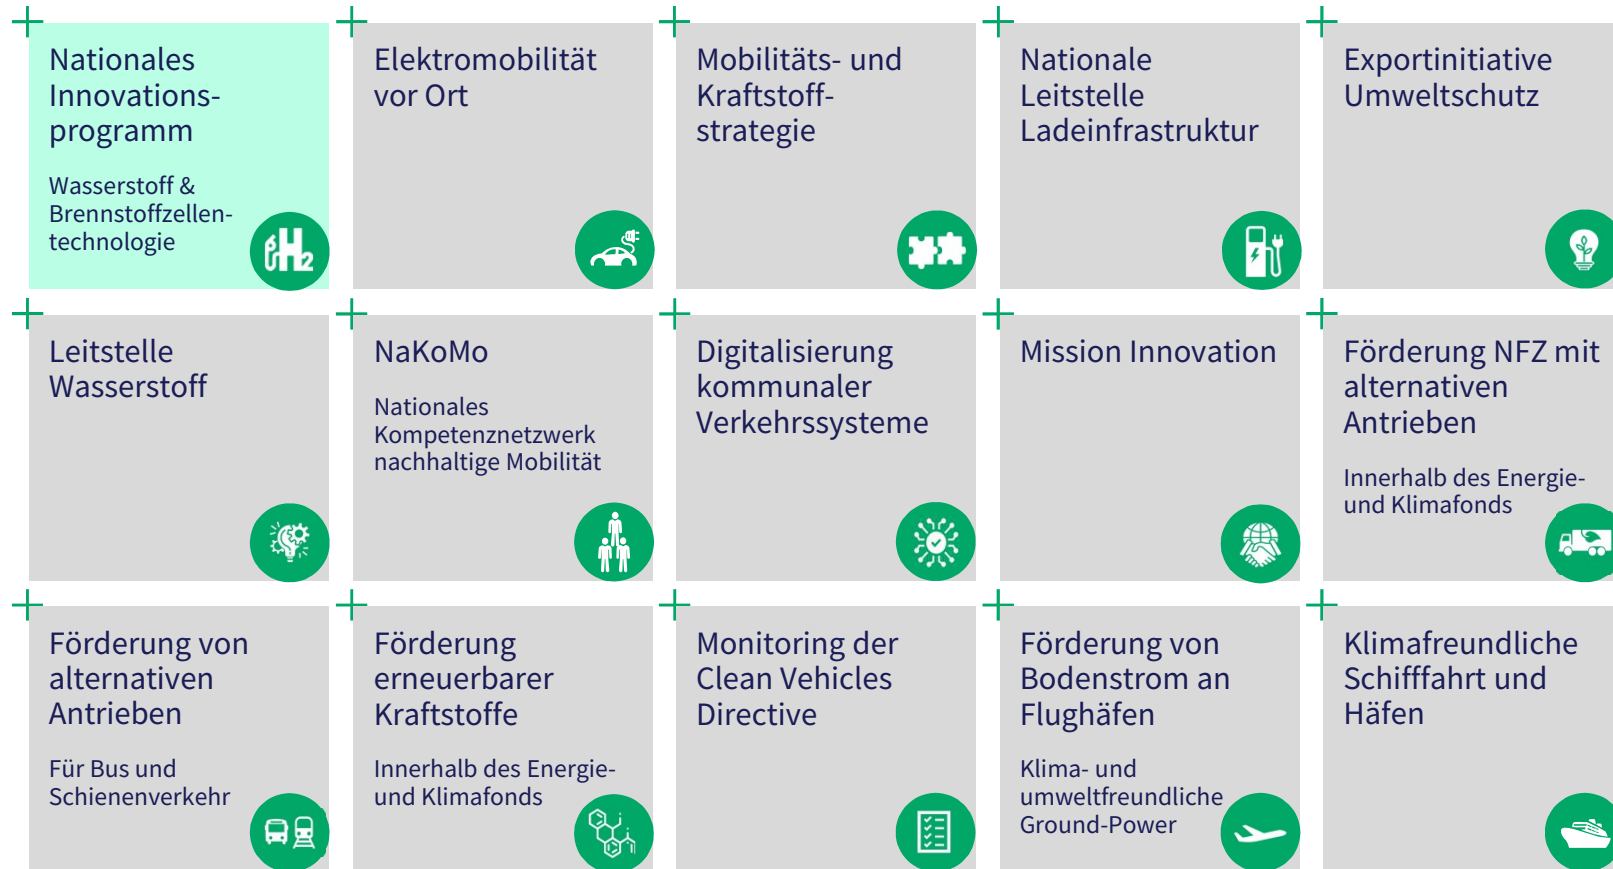 Nationales
Innovations-
programm
Wasserstoff &
Brennstoffzellen-
technologie
H2
Elektromobilität
vor Ort
Mobilitäts- und
Kraftstoff-
strategie
Nationale
Leitstelle
Ladeinfrastruktur
Exportinitiative
Umweltschutz
Leitstelle
Wasserstoff
NaKoMo
Nationales
Kompetenznetzwerk
nachhaltige Mobilität
Digitalisierung
kommunaler
Verkehrssysteme
Mission Innovation
Förderung NFZ mit
alternativen
Antrieben
Innerhalb des Energie-
und Klimafonds
Förderung von
alternativen
Antrieben
Für Bus und
Schienenverkehr
Förderung
erneuerbarer
Kraftstoffe
Innerhalb des Energie-
und Klimafonds
Monitoring der
Clean Vehicles
Directive
Förderung von
Bodenstrom an
Flughäfen
Klima- und
umweltfreundliche
Ground-Power
Klimafreundliche
Schifffahrt und
Häfen